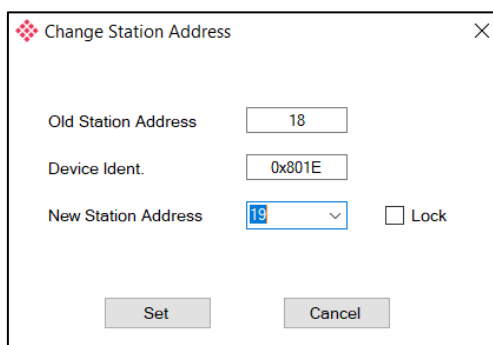 Change Station Address
Old Station Address 18
Device Ident. 0x801E
New Station Address 19 Lock
Set Cancel